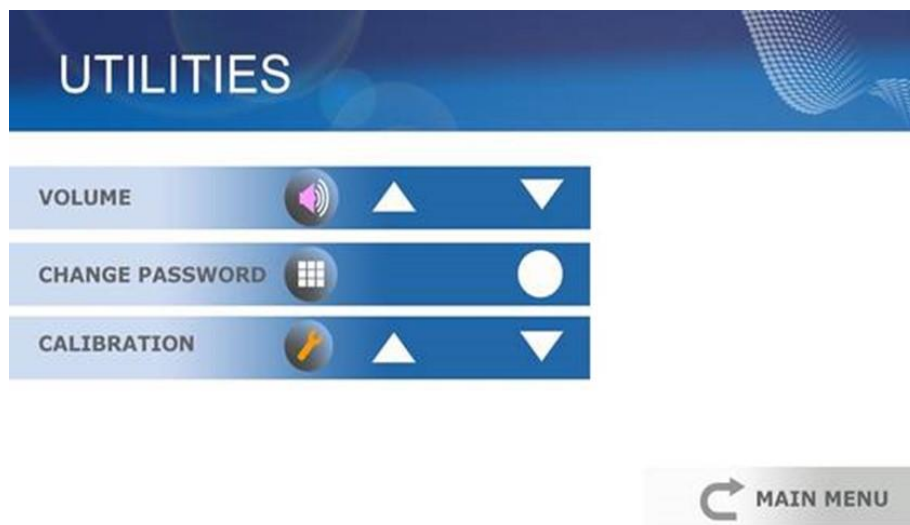 UTILITIES
VOLUME
CHANGE PASSWORD
CALIBRATION
MAIN MENU